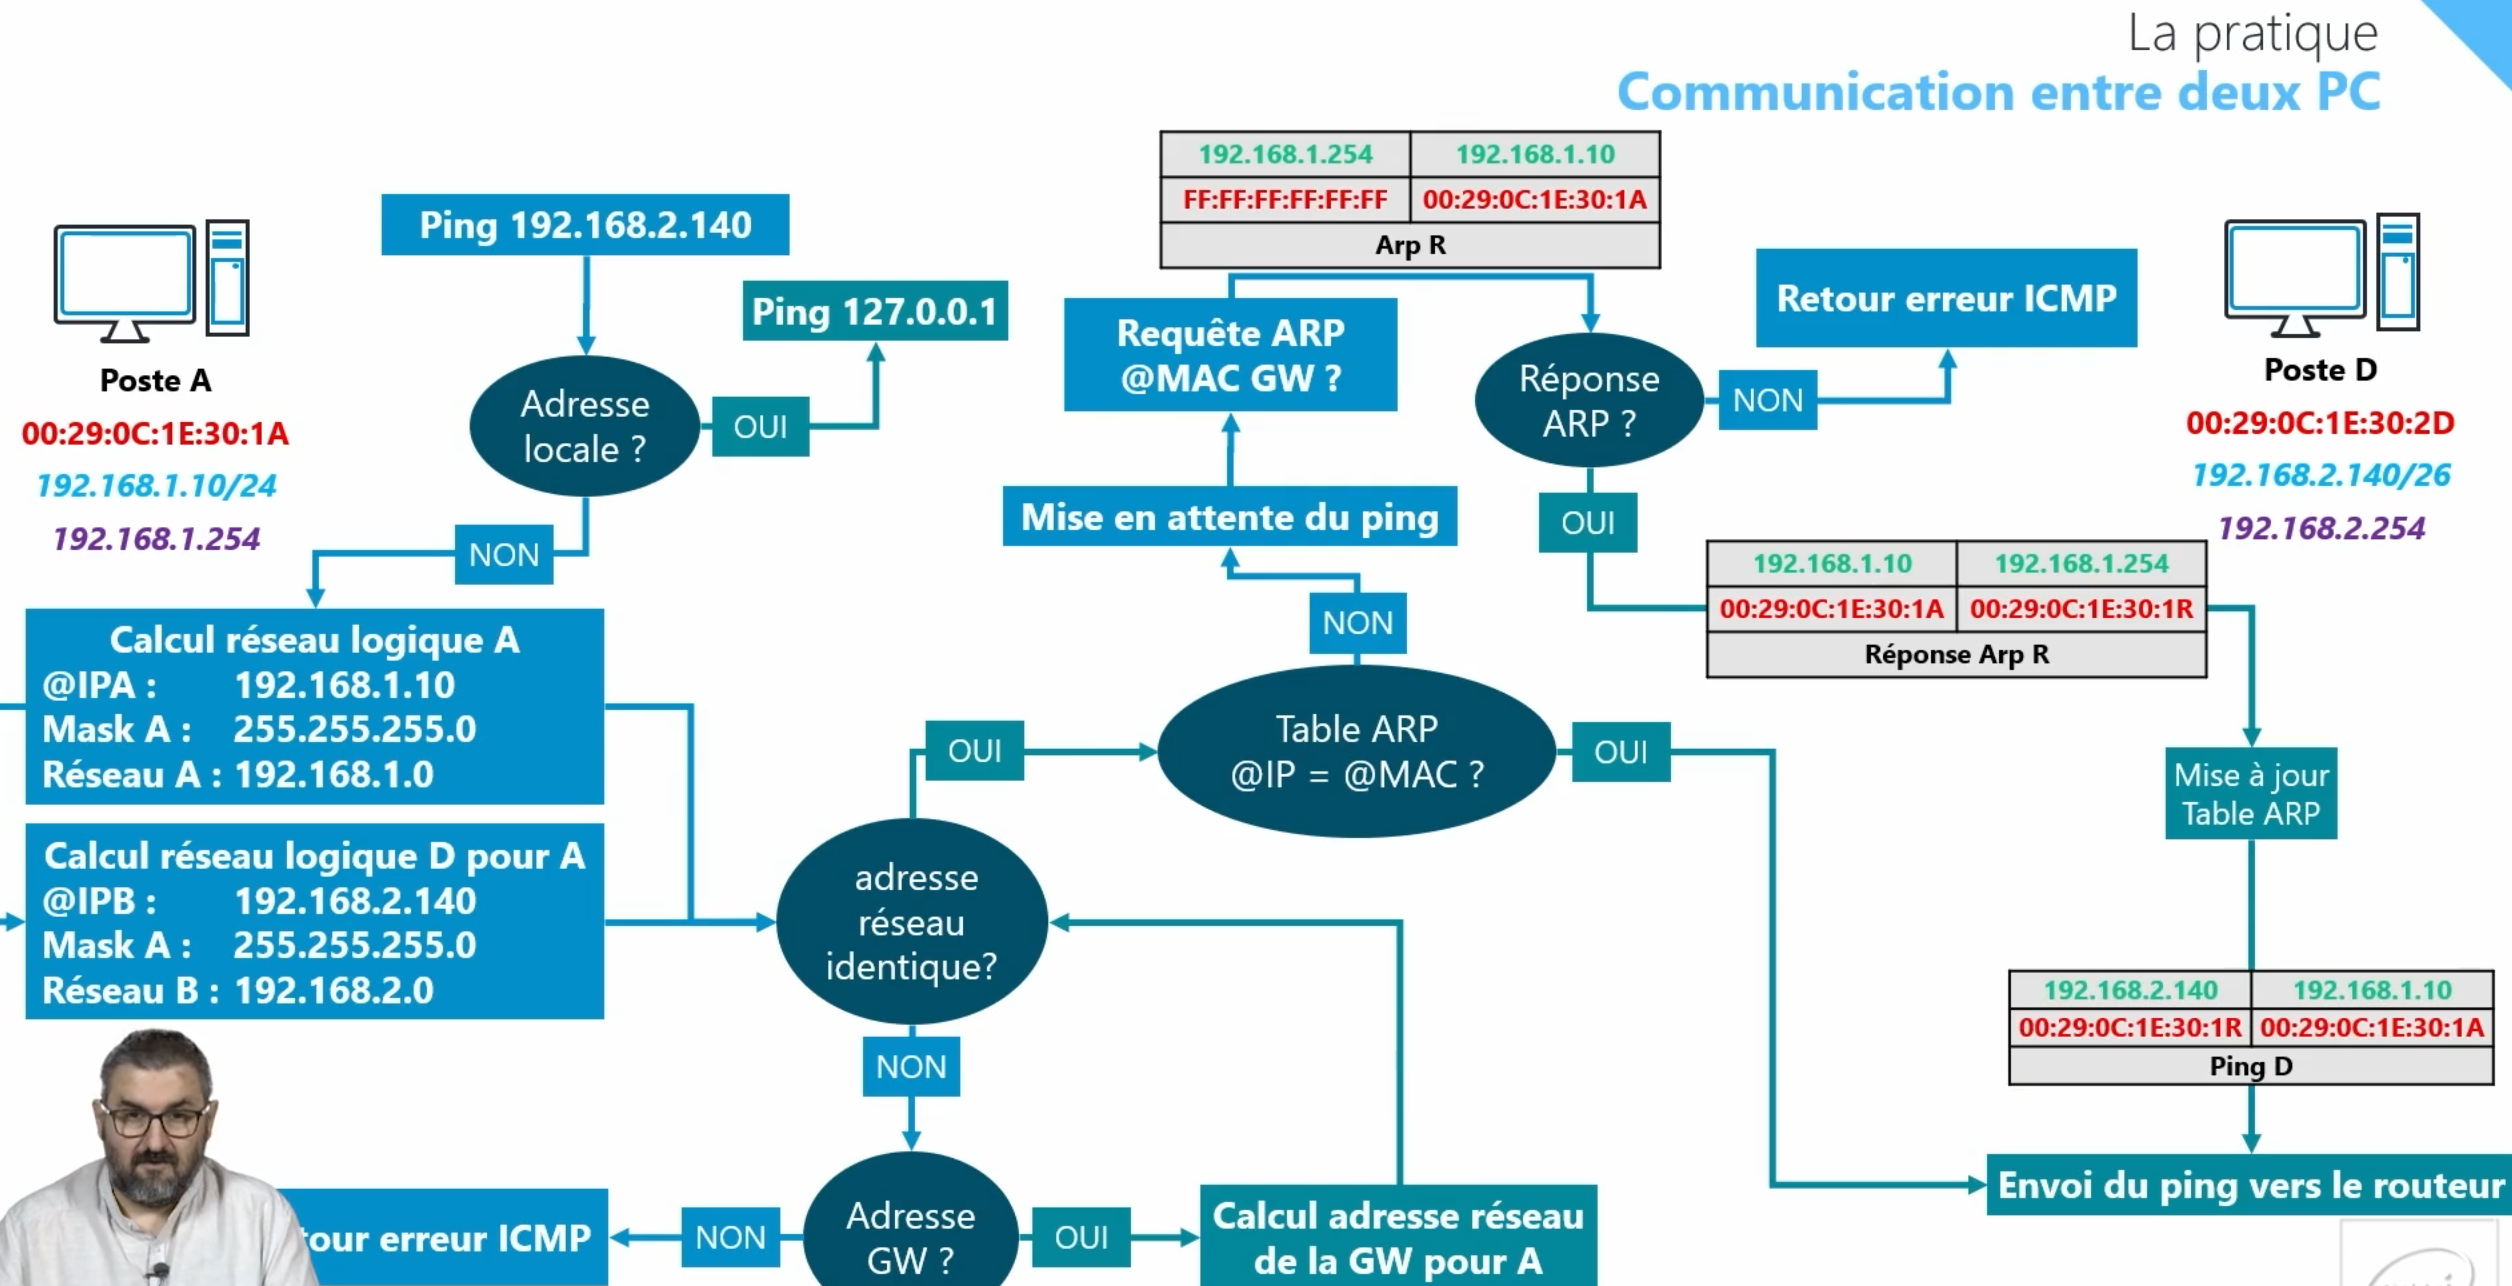 La pratique
Communication entre deux PC
192.168.1.254 192.168.1.10
FF:FF:FF:FF:FF:FF 00:29:0C:1E:30:1A
Arp R
Ping 192.168.2.140
Ping 127.0.0.1
Requête ARP
@MAC GW ?
Retour erreur ICMP
Réponse
ARP ?
NON
Poste A
00:29:0C:1E:30:1A
192.168.1.10/24
192.168.1.254
Poste D
00:29:0C:1E:30:2D
192.168.2.140/26
192.168.2.254
Adresse
locale ?
OUI
NON
Mise en attente du ping
OUI
192.168.1.10 192.168.1.254
00:29:0C:1E:30:1A 00:29:0C:1E:30:1R
Réponse Arp R
NON
Calcul réseau logique A
@IPA : 192.168.1.10
Mask A : 255.255.255.0
Réseau A : 192.168.1.0
OUI
Table ARP
@IP = @MAC ?
OUI
Mise à jour
Table ARP
Calcul réseau logique D pour A
@IPB : 192.168.2.140
Mask A : 255.255.255.0
Réseau B : 192.168.2.0
adresse
réseau
identique?
192.168.2.140 192.168.1.10
00:29:0C:1E:30:1R 00:29:0C:1E:30:1A
Ping D
NON
Envoi du ping vers le routeur
tour erreur ICMP
NON
Adresse
GW ?
OUI
Calcul adresse réseau
de la GW pour A